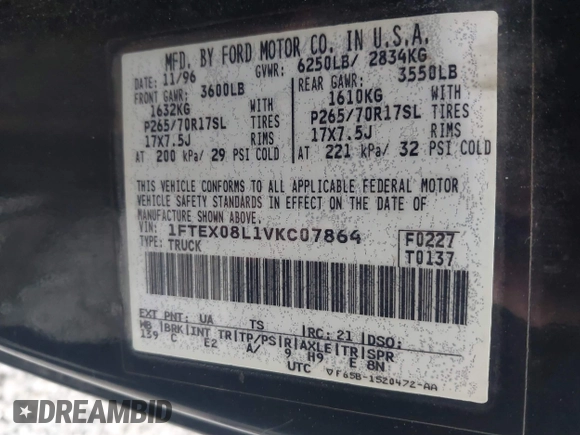 MFD. BY FORD MOTOR CO. IN U.S.A.
DATE: 11/96 GVWR: 6250LB/ 2834KG
FRONT GAWR: 3600LB REAR GAWR: 3550LB
1632KG WITH 1610KG WITH
P265/70R17SL TIRES P265/70R17SL TIRES
17X7.5J RIMS 17X7.5J RIMS
AT 200 kPa/ 29 PSI COLD AT 221 kPa/ 32 PSI COLD
THIS VEHICLE CONFORMS TO ALL APPLICABLE FEDERAL MOTOR
VEHICLE SAFETY STANDARDS IN EFFECT ON THE DATE OF
MANUFACTURE SHOWN ABOVE.
VIN: 1FTEX08L1VKC07864 F0227
TYPE: TRUCK T0137
EXT PNT: UA TS RC: 21 DSO:
WB BRK INT TR TP/PS R AXLE TR SPR
139 C E2 A/ 9 H9 E 8N
UTC ▽F65B-1520472-AA
DREAMBID